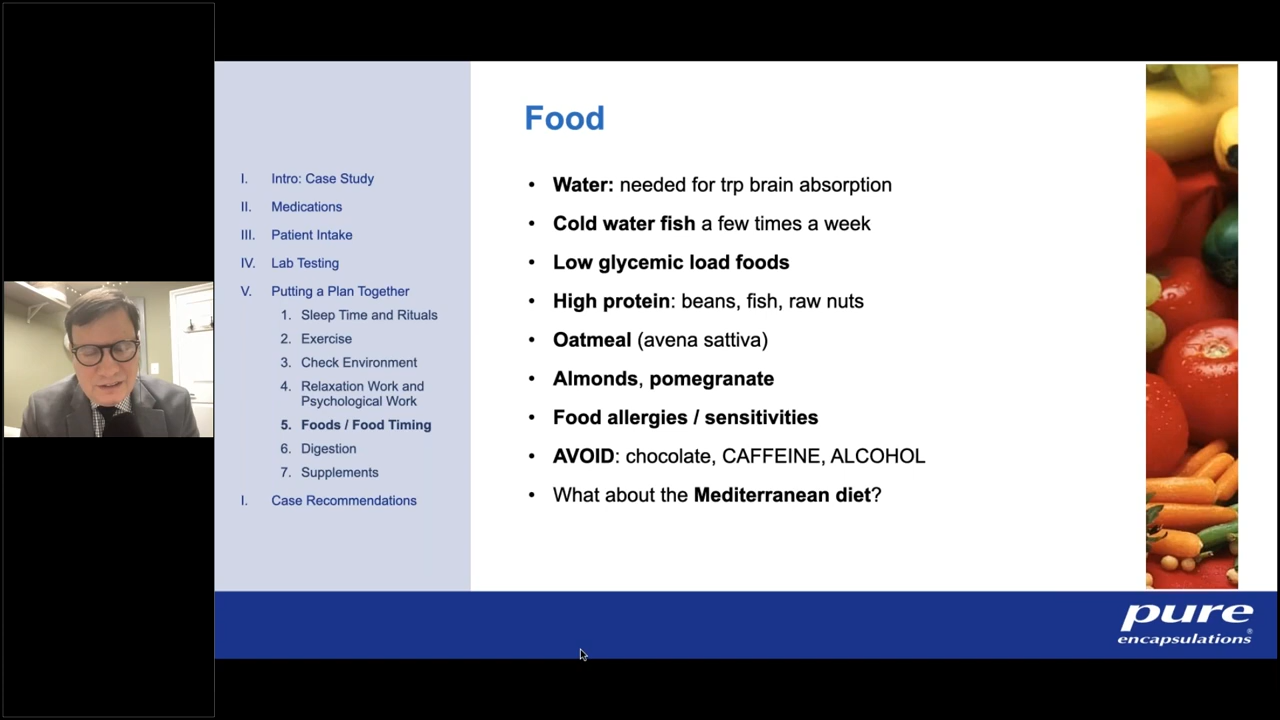 I. Intro: Case Study
II. Medications
III. Patient Intake
IV. Lab Testing
V. Putting a Plan Together
1. Sleep Time and Rituals
2. Exercise
3. Check Environment
4. Relaxation Work and
Psychological Work
5. Foods / Food Timing
6. Digestion
7. Supplements
I. Case Recommendations
Food
• Water: needed for trp brain absorption
• Cold water fish a few times a week
• Low glycemic load foods
• High protein: beans, fish, raw nuts
• Oatmeal (avena sattiva)
• Almonds, pomegranate
• Food allergies / sensitivities
• AVOID: chocolate, CAFFEINE, ALCOHOL
• What about the Mediterranean diet?
pure
encapsulations®